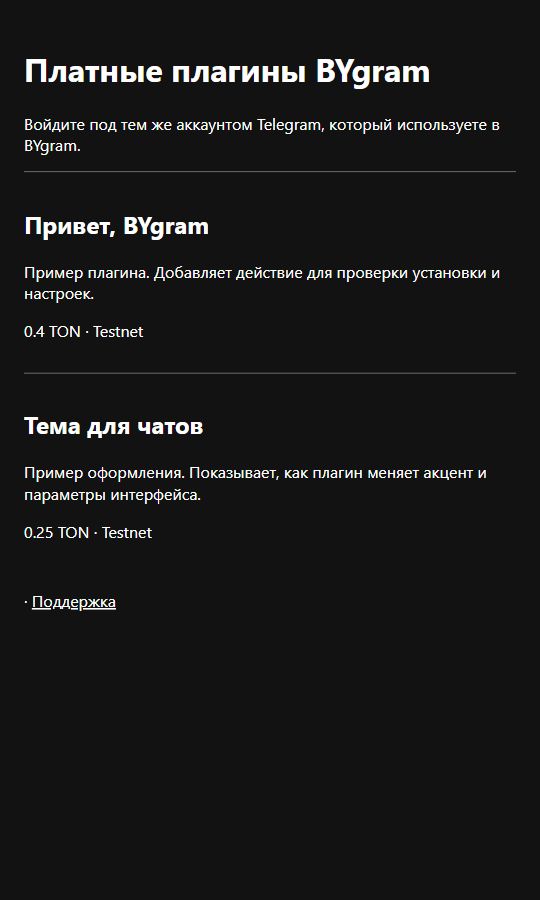 Платные плагины BYgram
Войдите под тем же аккаунтом Telegram, который используете в
BYgram.
Привет, BYgram
Пример плагина. Добавляет действие для проверки установки и
настроек.
0.4 TON · Testnet
Тема для чатов
Пример оформления. Показывает, как плагин меняет акцент и
параметры интерфейса.
0.25 TON · Testnet
· Поддержка